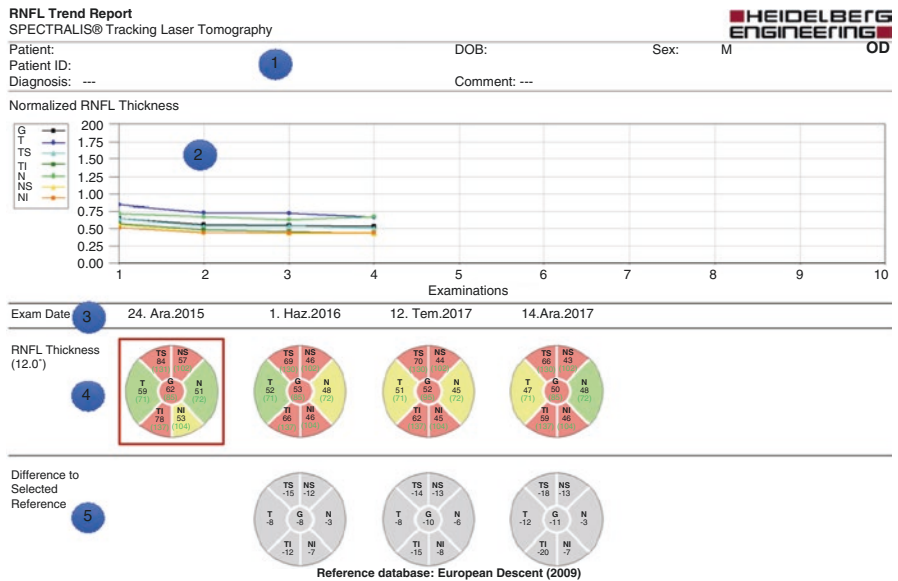 RNFL Trend Report
SPECTRALIS® Tracking Laser Tomography
HEIDELBERG
ENGINEERING
Patient: DOB: Sex: M OD
Patient ID:
1
Diagnosis: --- Comment: ---
Normalized RNFL Thickness
G
T
TS
TI
N
NS
NI
200
1.75
1.50
1.25
1.00
0.75
0.50
0.25
0.00
2
1 2 3 4 5 6 7 8 9 10
Examinations
Exam Date 3 24. Ara.2015 1. Haz.2016 12. Tem.2017 14.Ara.2017
RNFL Thickness
(12.0°)
4
TS NS
84 57
T G N
59 62 51
(71) (72)
TI NI
78 53
(104)
TS NS
69 46
T G N
52 53 48
(71) (72)
TI NI
66 46
TS NS
70 44
T G N
51 52 45
(71) (72)
TI NI
62 45
TS NS
66 43
T G N
47 50 48
(71) (72)
TI NI
59 46
Difference to
Selected
Reference
5
TS NS
-15 -12
T G N
-8 -8 -3
TI NI
-12 -7
TS NS
-14 -13
T G N
-8 -10 -6
TI NI
-15 -8
TS NS
-18 -13
T G N
-12 -11 -3
TI NI
-20 -7
Reference database: European Descent (2009)